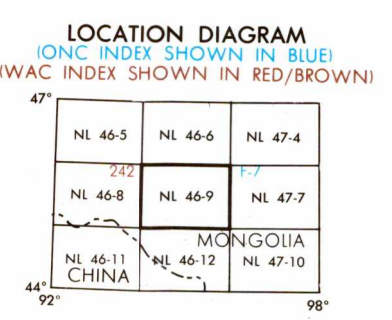 LOCATION DIAGRAM
(ONC INDEX SHOWN IN BLUE)
(WAC INDEX SHOWN IN RED/BROWN)
47°
NL 46-5 NL 46-6 NL 47-4
242 F-7
NL 46-8 NL 46-9 NL 47-7
MONGOLIA
NL 46-11 NL 46-12 NL 47-10
CHINA
44°
92° 98°